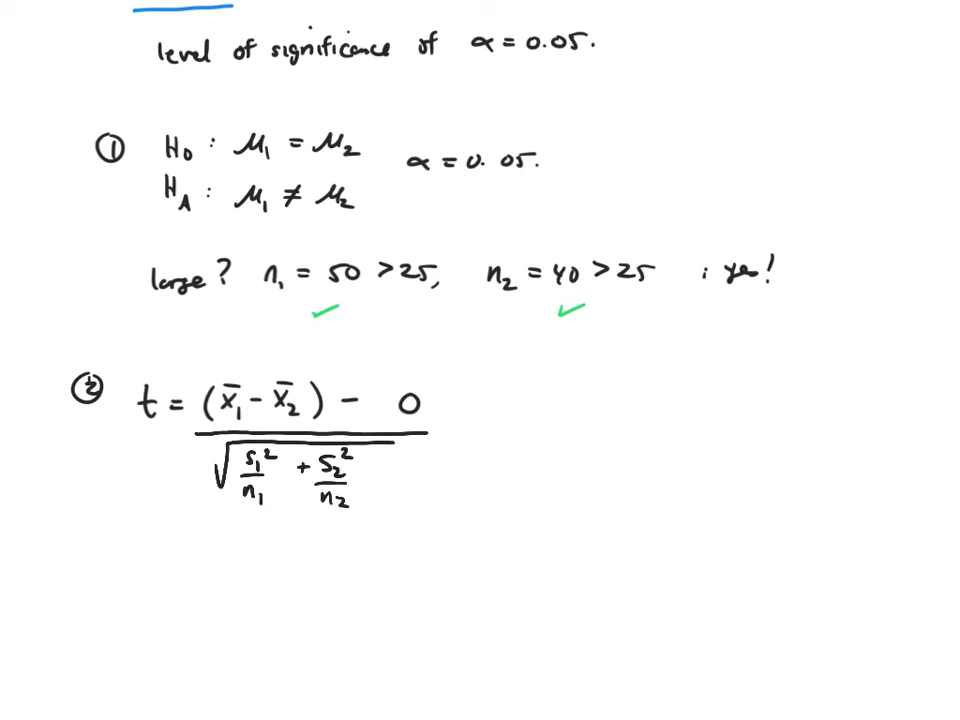 level of significance of α = 0.05.
① H0 : μ1 = μ2 α = 0.05.
HA : μ1 ≠ μ2
large? n1 = 50 > 25, n2 = 40 > 25 : yes!
② t = (x̄1 - x̄2) - 0
√ s1² / n1 + s2² / n2